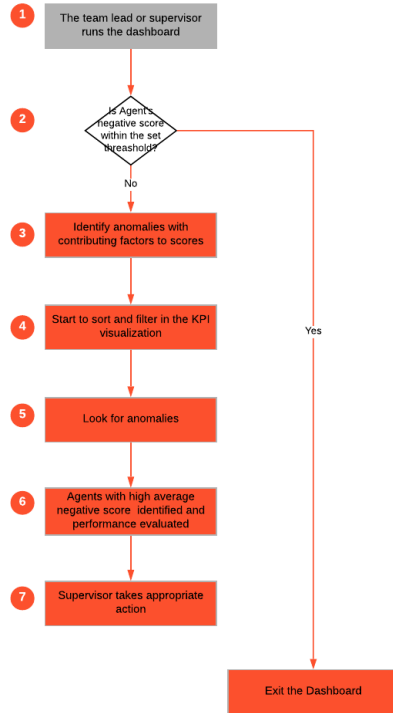 1
The team lead or supervisor
runs the dashboard
2
Is Agent's
negative score
within the set
threashold?
No
3
Identify anomalies with
contributing factors to scores
4
Start to sort and filter in the KPI
visualization
Yes
5
Look for anomalies
6
Agents with high average
negative score identified and
performance evaluated
7
Supervisor takes appropriate
action
Exit the Dashboard